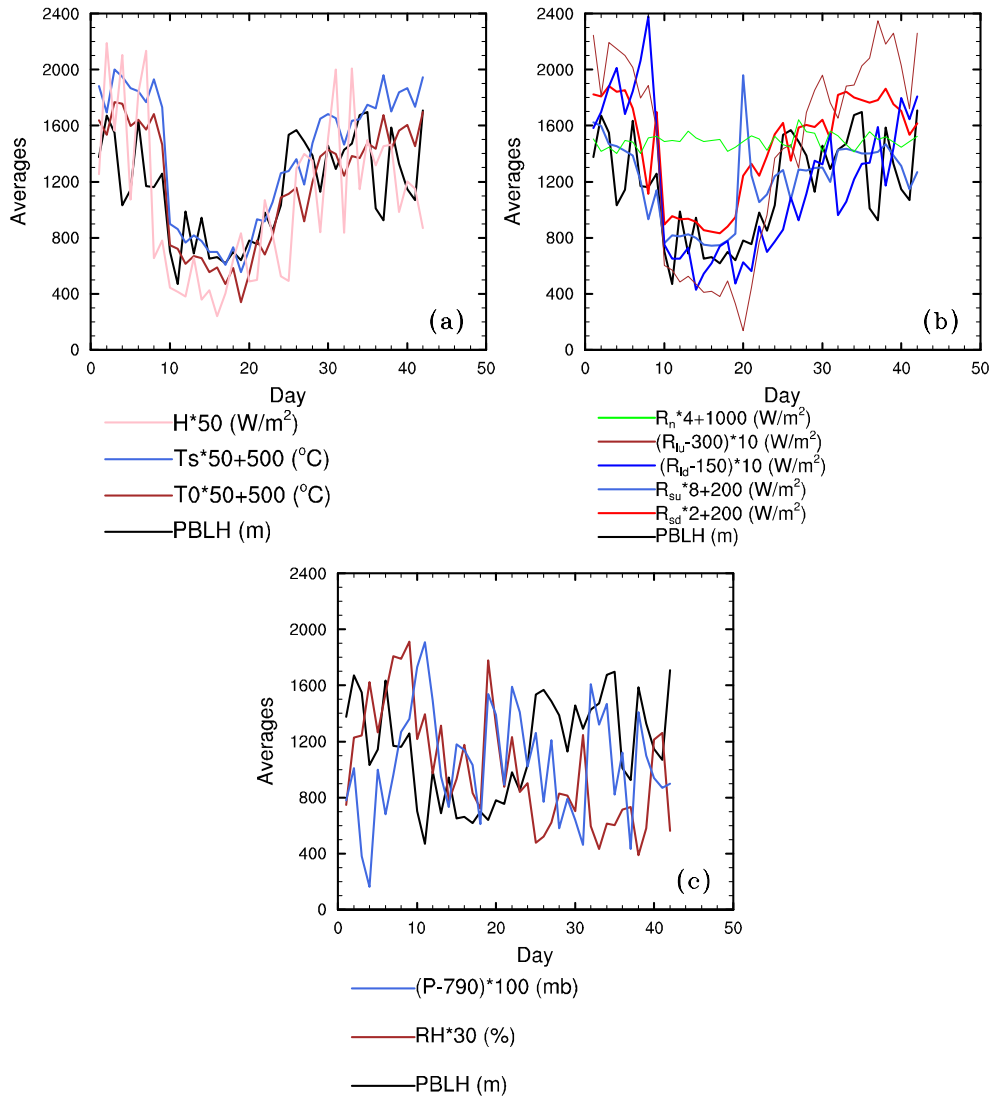 2400
2000
1600
1200
800
400
0
Averages
(a)
0 10 20 30 40 50
Day
H*50 (W/m²)
Ts*50+500 (°C)
T0*50+500 (°C)
PBLH (m)
2400
2000
1600
1200
800
400
0
Averages
(b)
0 10 20 30 40 50
Day
Rn*4+1000 (W/m²)
(Rlu-300)*10 (W/m²)
(Rld-150)*10 (W/m²)
Rsu*8+200 (W/m²)
Rsd*2+200 (W/m²)
PBLH (m)
2400
2000
1600
1200
800
400
0
Averages
(c)
0 10 20 30 40 50
Day
(P-790)*100 (mb)
RH*30 (%)
PBLH (m)